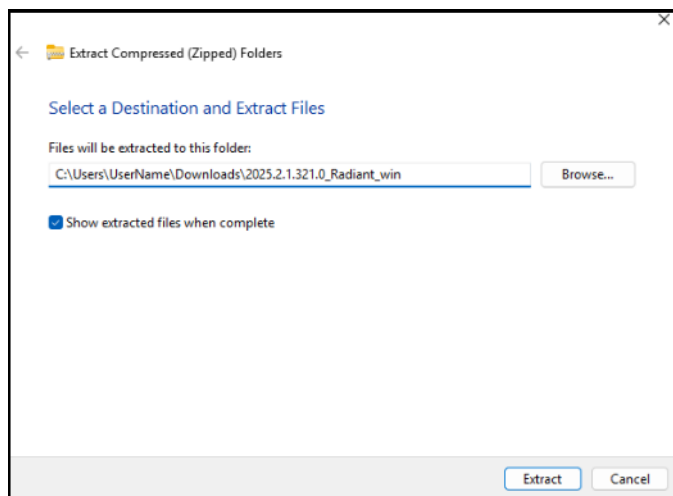 Extract Compressed (Zipped) Folders
Select a Destination and Extract Files
Files will be extracted to this folder:
C:\Users\UserName\Downloads\2025.2.1.321.0_Radiant_win
Browse...
Show extracted files when complete
Extract
Cancel